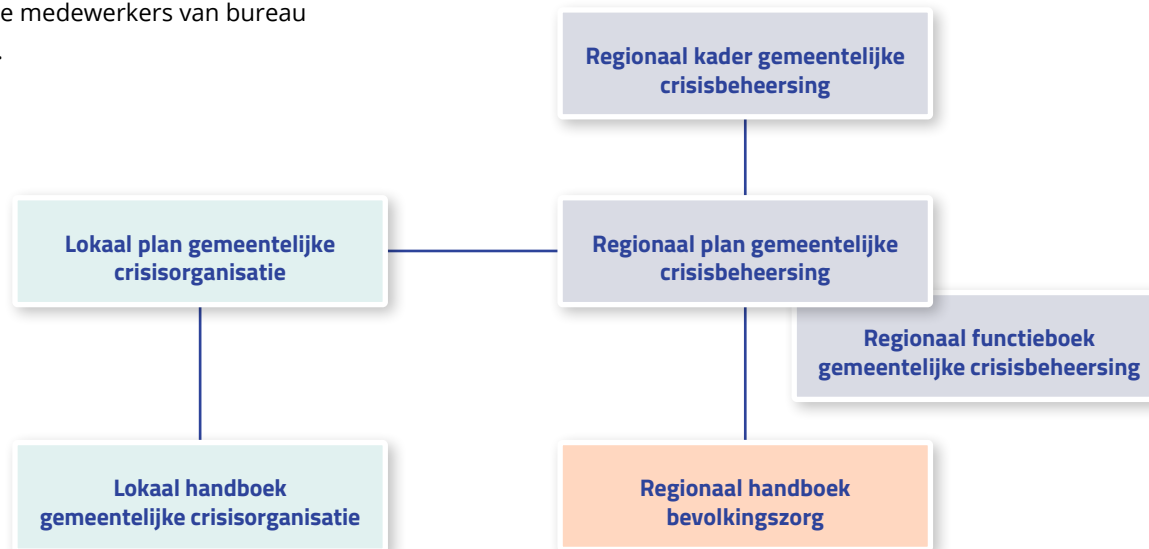 e medewerkers van bureau
.
Regionaal kader gemeentelijke
crisisbeheersing
Lokaal plan gemeentelijke
crisisorganisatie
Regionaal plan gemeentelijke
crisisbeheersing
Regionaal functieboek
gemeentelijke crisisbeheersing
Lokaal handboek
gemeentelijke crisisorganisatie
Regionaal handboek
bevolkingszorg